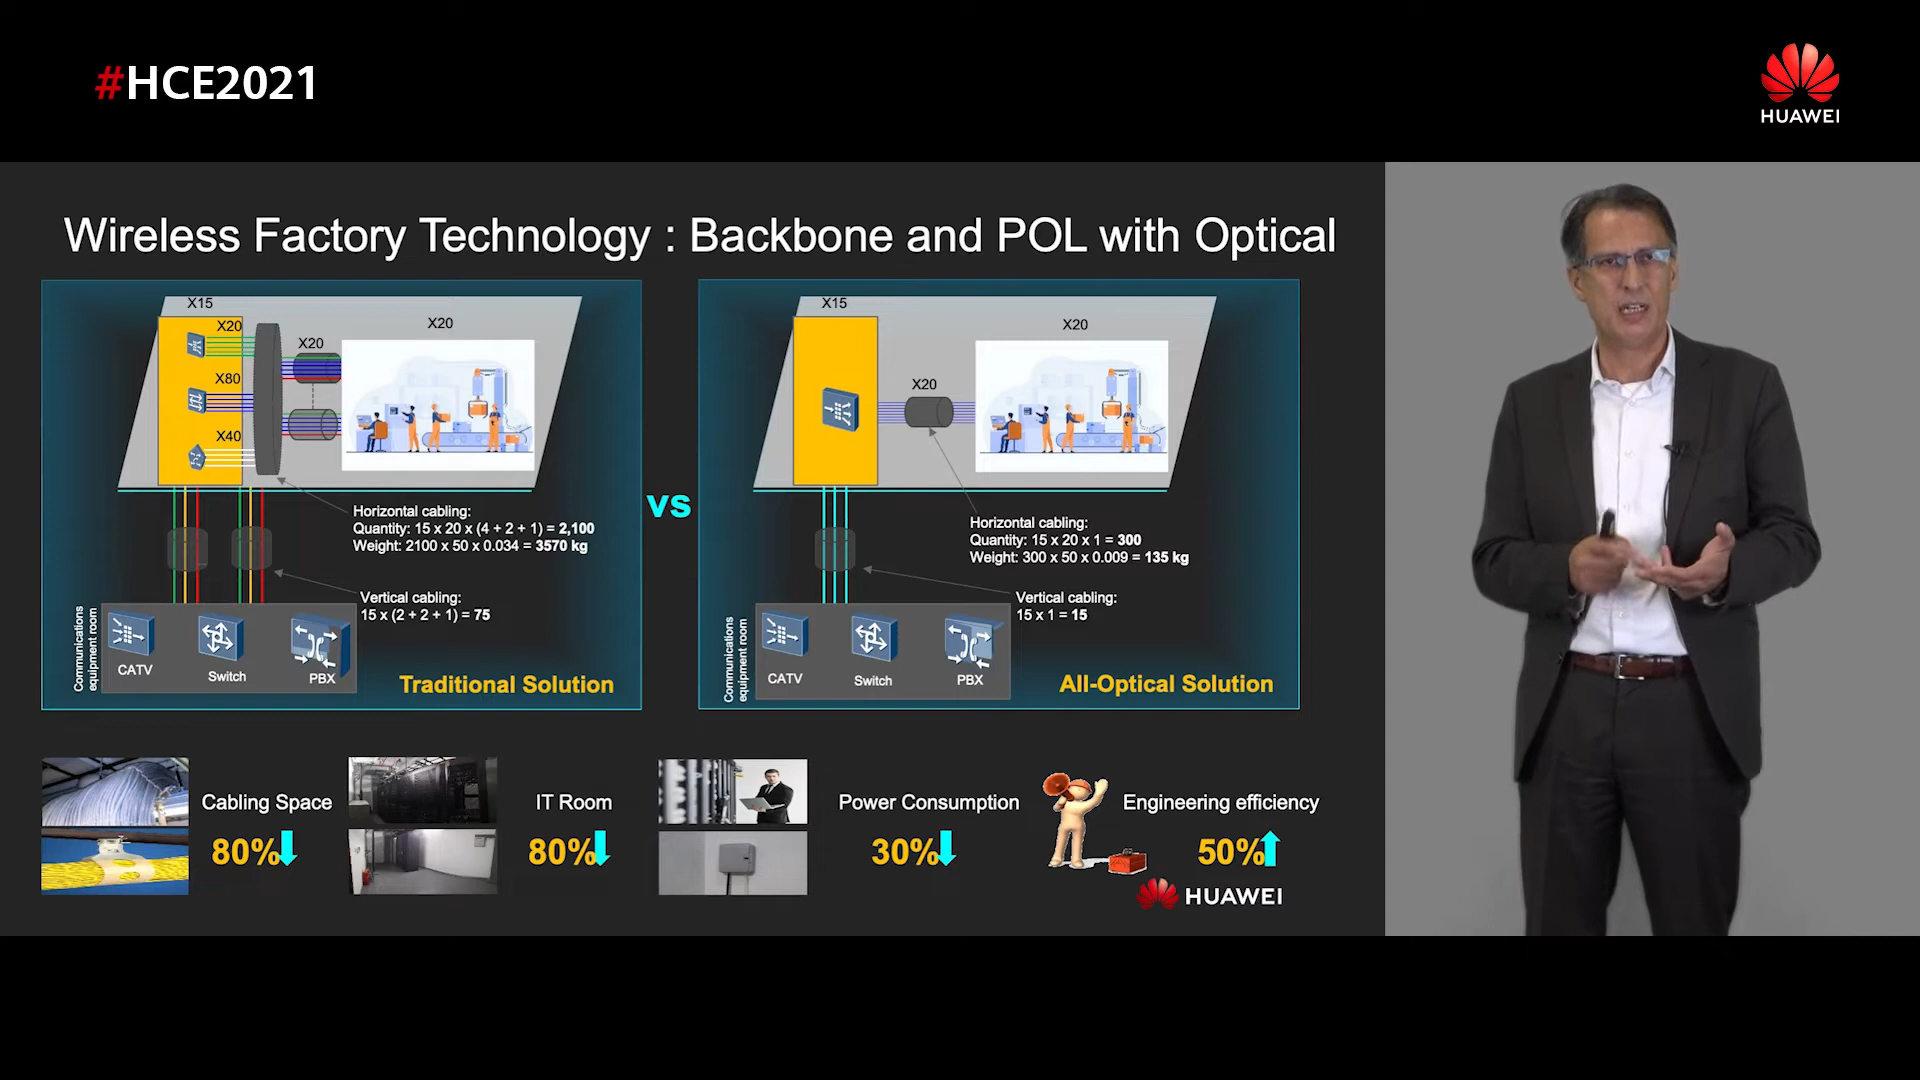 #HCE2021
HUAWEI
Wireless Factory Technology : Backbone and POL with Optical
X15
X20
X20
X20
X80
X40
Horizontal cabling:
Quantity: 15 x 20 x (4 + 2 + 1) = 2,100
Weight: 2100 x 50 x 0.034 = 3570 kg
Vertical cabling:
15 x (2 + 2 + 1) = 75
Communications
equipment room
CATV
Switch
PBX
Traditional Solution
VS
X15
X20
X20
Horizontal cabling:
Quantity: 15 x 20 x 1 = 300
Weight: 300 x 50 x 0.009 = 135 kg
Vertical cabling:
15 x 1 = 15
Communications
equipment room
CATV
Switch
PBX
All-Optical Solution
Cabling Space
80%
IT Room
80%
Power Consumption
30%
Engineering efficiency
50%
HUAWEI